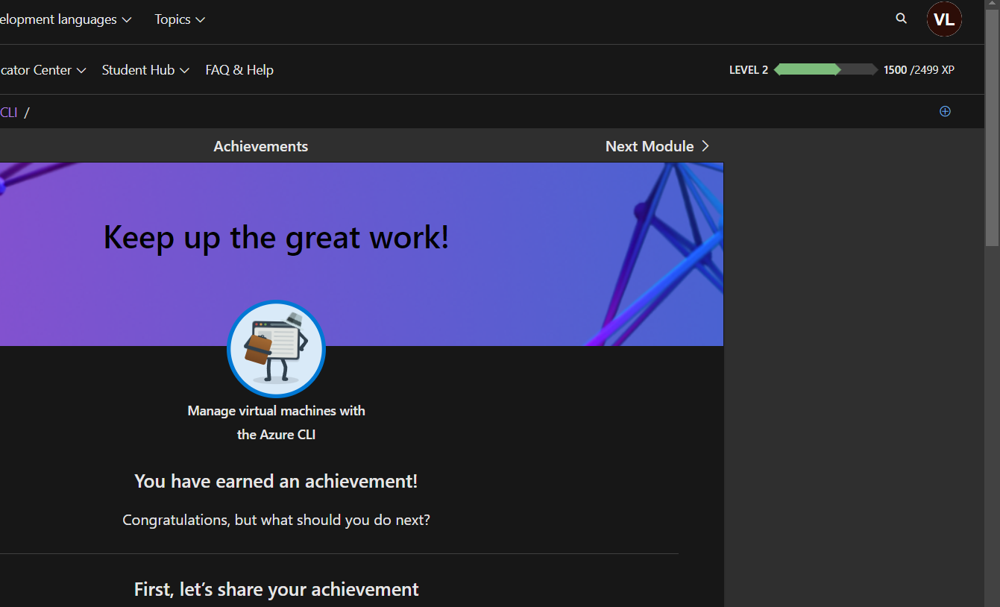 elopment languages Topics VL
cator Center Student Hub FAQ & Help LEVEL 2 1500 /2499 XP
CLI /
Achievements Next Module
Keep up the great work!
Manage virtual machines with
the Azure CLI
You have earned an achievement!
Congratulations, but what should you do next?
First, let’s share your achievement